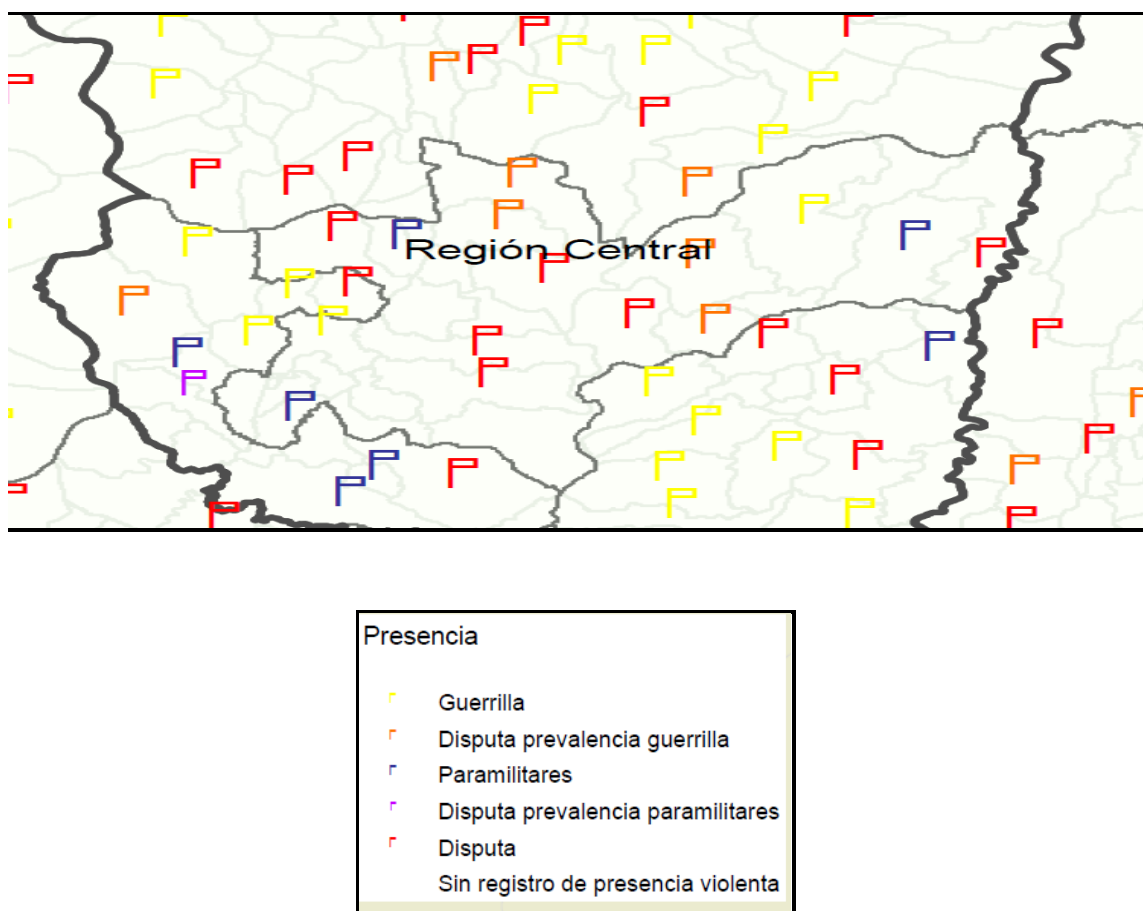 Región Central
Presencia
Guerrilla
Disputa prevalencia guerrilla
Paramilitares
Disputa prevalencia paramilitares
Disputa
Sin registro de presencia violenta